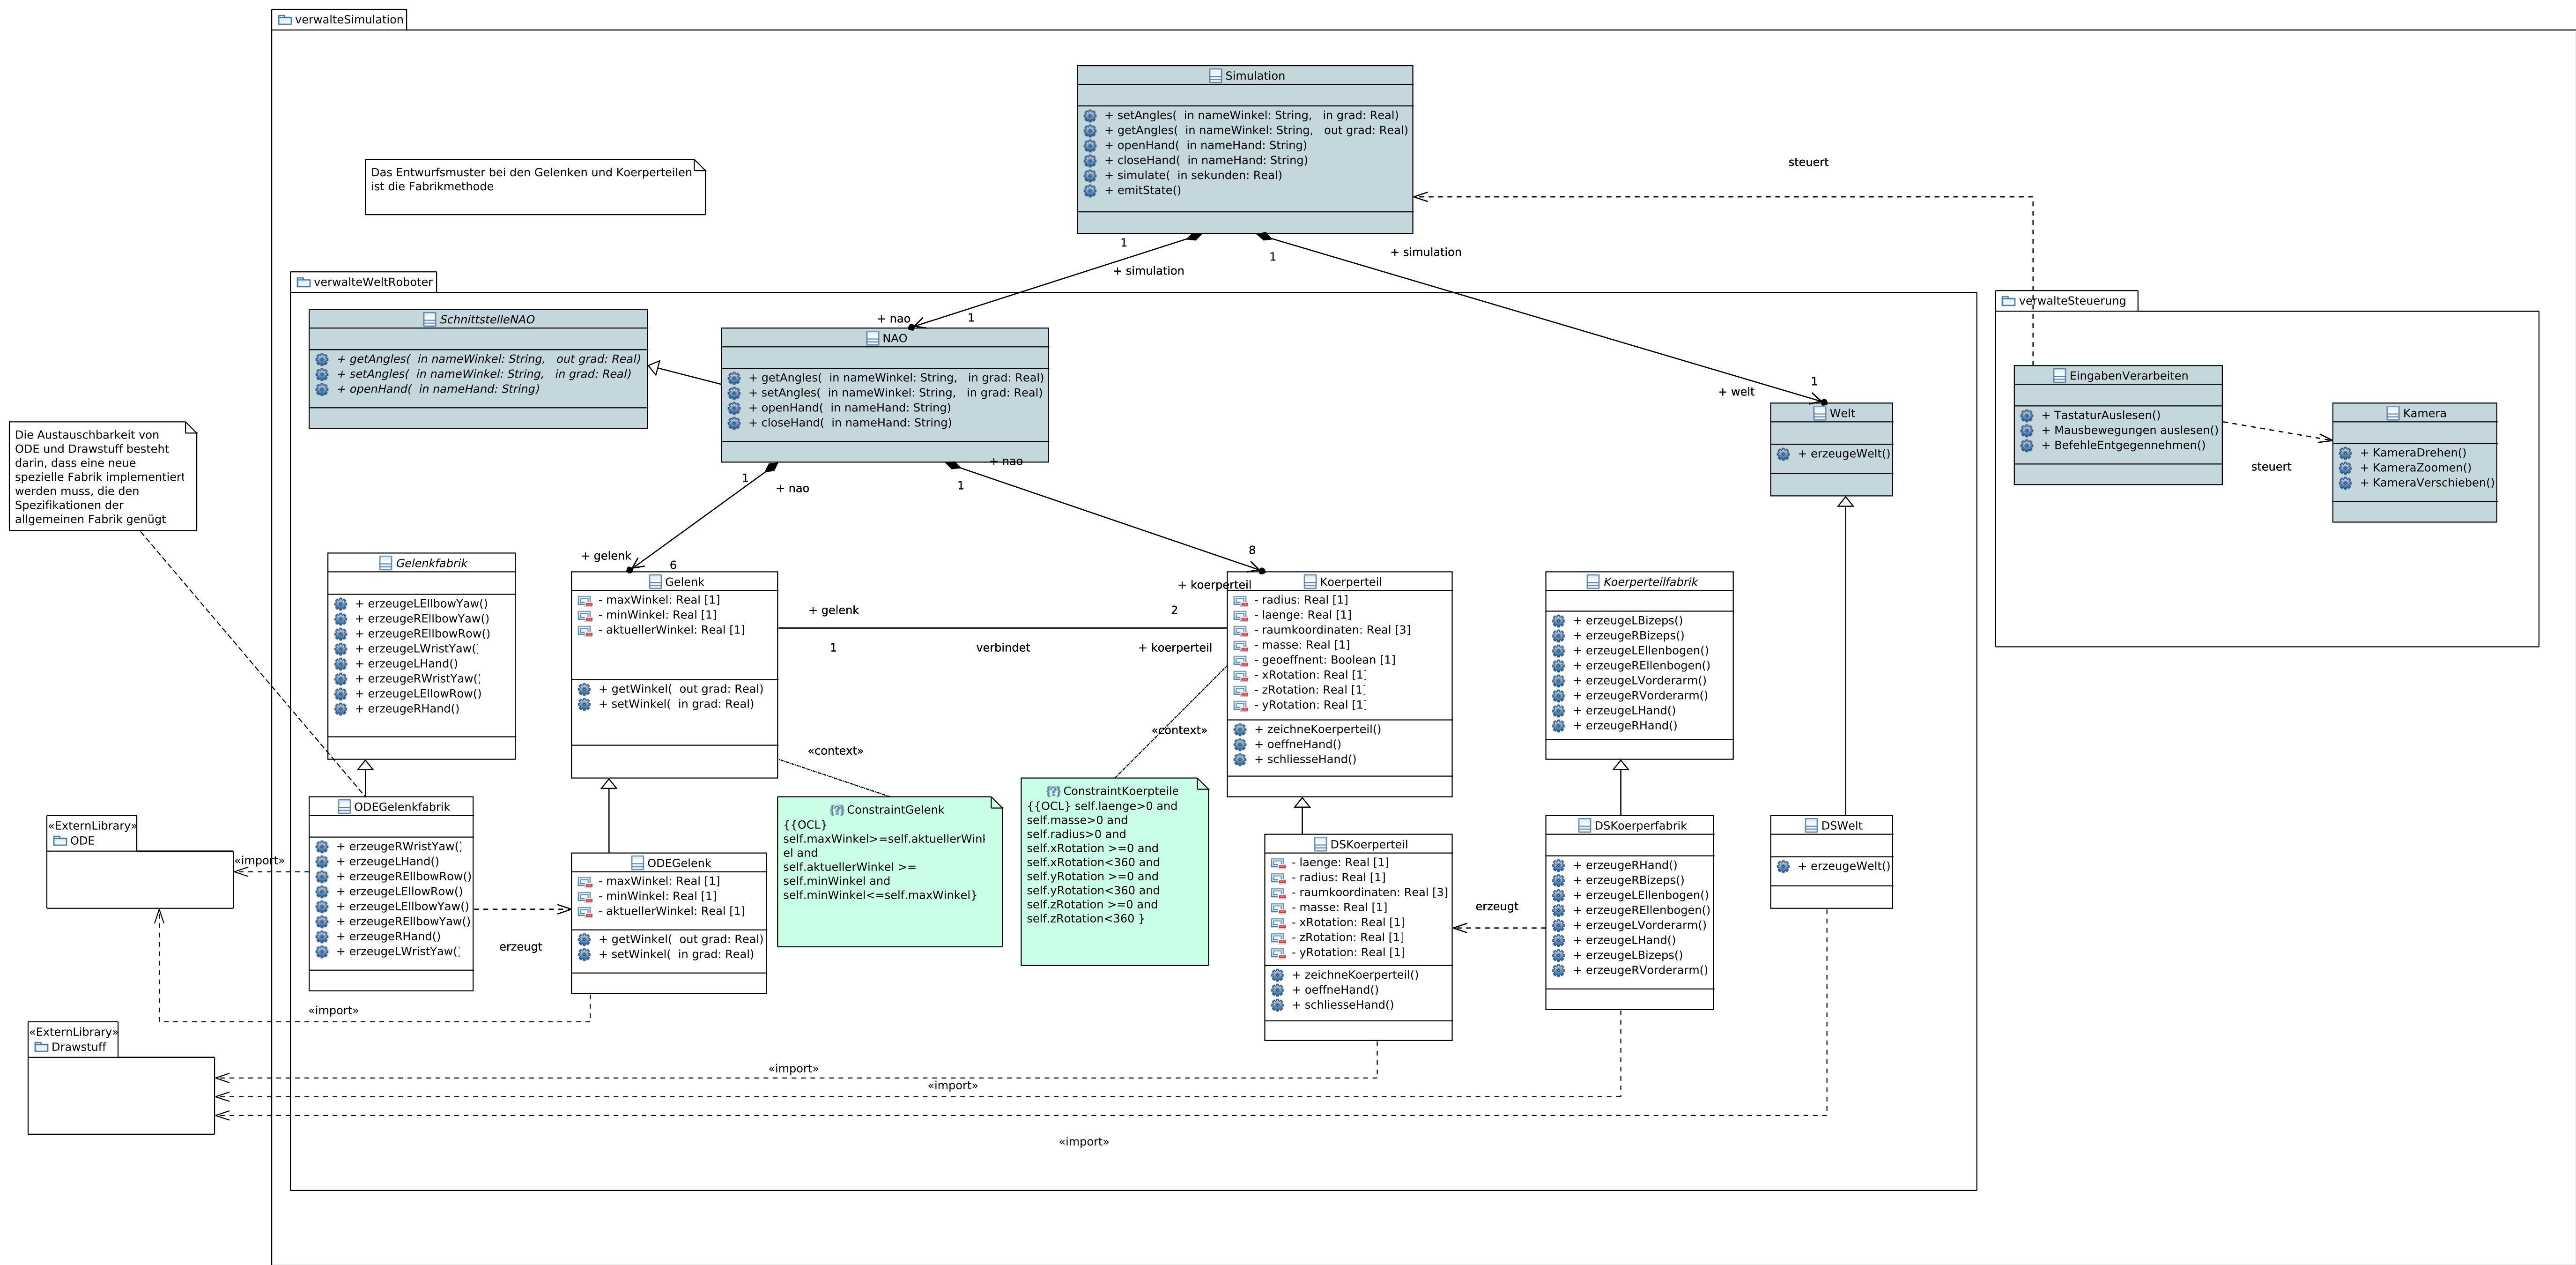 verwalteSimulation
Simulation
+ setAngles(  in nameWinkel: String,   in grad: Real)
+ getAngles(  in nameWinkel: String,   out grad: Real)
+ openHand(  in nameHand: String)
+ closeHand(  in nameHand: String)
+ simulate(  in sekunden: Real)
+ emitState()
Das Entwurfsmuster bei den Gelenken und Koerperteilen
ist die Fabrikmethode
steuert
1
+ simulation
1
+ simulation
verwalteWeltRoboter
verwalteSteuerung
SchnittstelleNAO
+ getAngles(  in nameWinkel: String,   out grad: Real)
+ setAngles(  in nameWinkel: String,   in grad: Real)
+ openHand(  in nameHand: String)
+ nao
1
NAO
+ getAngles(  in nameWinkel: String,   in grad: Real)
+ setAngles(  in nameWinkel: String,   in grad: Real)
+ openHand(  in nameHand: String)
+ closeHand(  in nameHand: String)
+ welt
1
Welt
+ erzeugeWelt()
EingabenVerarbeiten
+ TastaturAuslesen()
+ Mausbewegungen auslesen()
+ BefehleEntgegennehmen()
steuert
Kamera
+ KameraDrehen()
+ KameraZoomen()
+ KameraVerschieben()
Die Austauschbarkeit von
ODE und Drawstuff besteht
darin, dass eine neue
spezielle Fabrik implementiert
werden muss, die den
Spezifikationen der
allgemeinen Fabrik genügt
1
+ nao
+ nao
1
+ gelenk
6
8
+ koerperteil
Gelenkfabrik
+ erzeugeLEllbowYaw()
+ erzeugeREllbowYaw()
+ erzeugeREllbowRow()
+ erzeugeLWristYaw()
+ erzeugeLHand()
+ erzeugeRWristYaw()
+ erzeugeLEllowRow()
+ erzeugeRHand()
Gelenk
- maxWinkel: Real [1]
- minWinkel: Real [1]
- aktuellerWinkel: Real [1]
+ getWinkel(  out grad: Real)
+ setWinkel(  in grad: Real)
+ gelenk
1
verbindet
2
+ koerperteil
Koerperteil
- radius: Real [1]
- laenge: Real [1]
- raumkoordinaten: Real [3]
- masse: Real [1]
- geoeffnent: Boolean [1]
- xRotation: Real [1]
- zRotation: Real [1]
- yRotation: Real [1]
+ zeichneKoerperteil()
+ oeffneHand()
+ schliesseHand()
Koerperteilfabrik
+ erzeugeLBizeps()
+ erzeugeRBizeps()
+ erzeugeLEllenbogen()
+ erzeugeREllenbogen()
+ erzeugeLVorderarm()
+ erzeugeRVorderarm()
+ erzeugeLHand()
+ erzeugeRHand()
«context»
«context»
ConstraintGelenk
{{OCL}
self.maxWinkel>=self.aktuellerWink
el and
self.aktuellerWinkel >=
self.minWinkel and
self.minWinkel<=self.maxWinkel}
ConstraintKoerpteile
{{OCL} self.laenge>0 and
self.masse>0 and
self.radius>0 and
self.xRotation >=0 and
self.xRotation<360 and
self.yRotation >=0 and
self.yRotation<360 and
self.zRotation >=0 and
self.zRotation<360 }
«ExternLibrary»
ODE
«import»
ODEGelenkfabrik
+ erzeugeRWristYaw()
+ erzeugeLHand()
+ erzeugeREllbowRow()
+ erzeugeLEllowRow()
+ erzeugeLEllbowYaw()
+ erzeugeREllbowYaw()
+ erzeugeRHand()
+ erzeugeLWristYaw()
erzeugt
ODEGelenk
- maxWinkel: Real [1]
- minWinkel: Real [1]
- aktuellerWinkel: Real [1]
+ getWinkel(  out grad: Real)
+ setWinkel(  in grad: Real)
DSKoerperteil
- laenge: Real [1]
- radius: Real [1]
- raumkoordinaten: Real [3]
- masse: Real [1]
- xRotation: Real [1]
- zRotation: Real [1]
- yRotation: Real [1]
+ zeichneKoerperteil()
+ oeffneHand()
+ schliesseHand()
erzeugt
DSKoerperfabrik
+ erzeugeRHand()
+ erzeugeRBizeps()
+ erzeugeLEllenbogen()
+ erzeugeREllenbogen()
+ erzeugeLVorderarm()
+ erzeugeLHand()
+ erzeugeLBizeps()
+ erzeugeRVorderarm()
DSWelt
+ erzeugeWelt()
«import»
«ExternLibrary»
Drawstuff
«import»
«import»
«import»